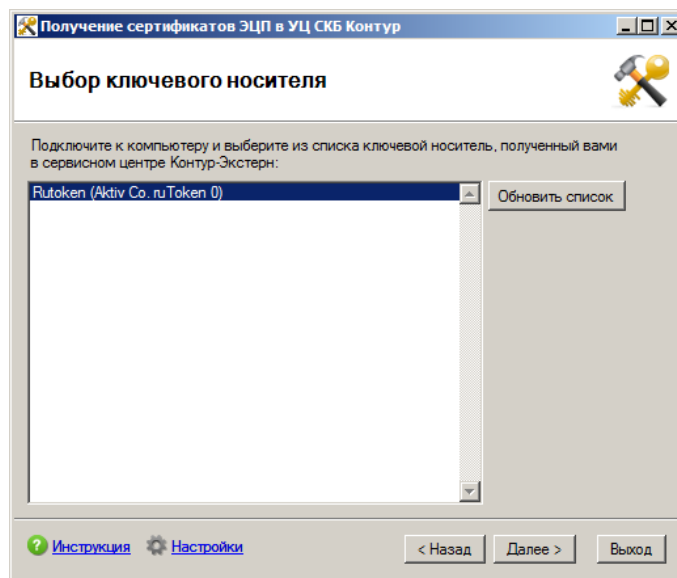 Получение сертификатов ЭЦП в УЦ СКБ Контур
Выбор ключевого носителя
Подключите к компьютеру и выберите из списка ключевой носитель, полученный вами
в сервисном центре Контур-Экстерн:
Rutoken (Aktiv Co. ruToken 0)
Обновить список
Инструкция
Настройки
< Назад
Далее >
Выход